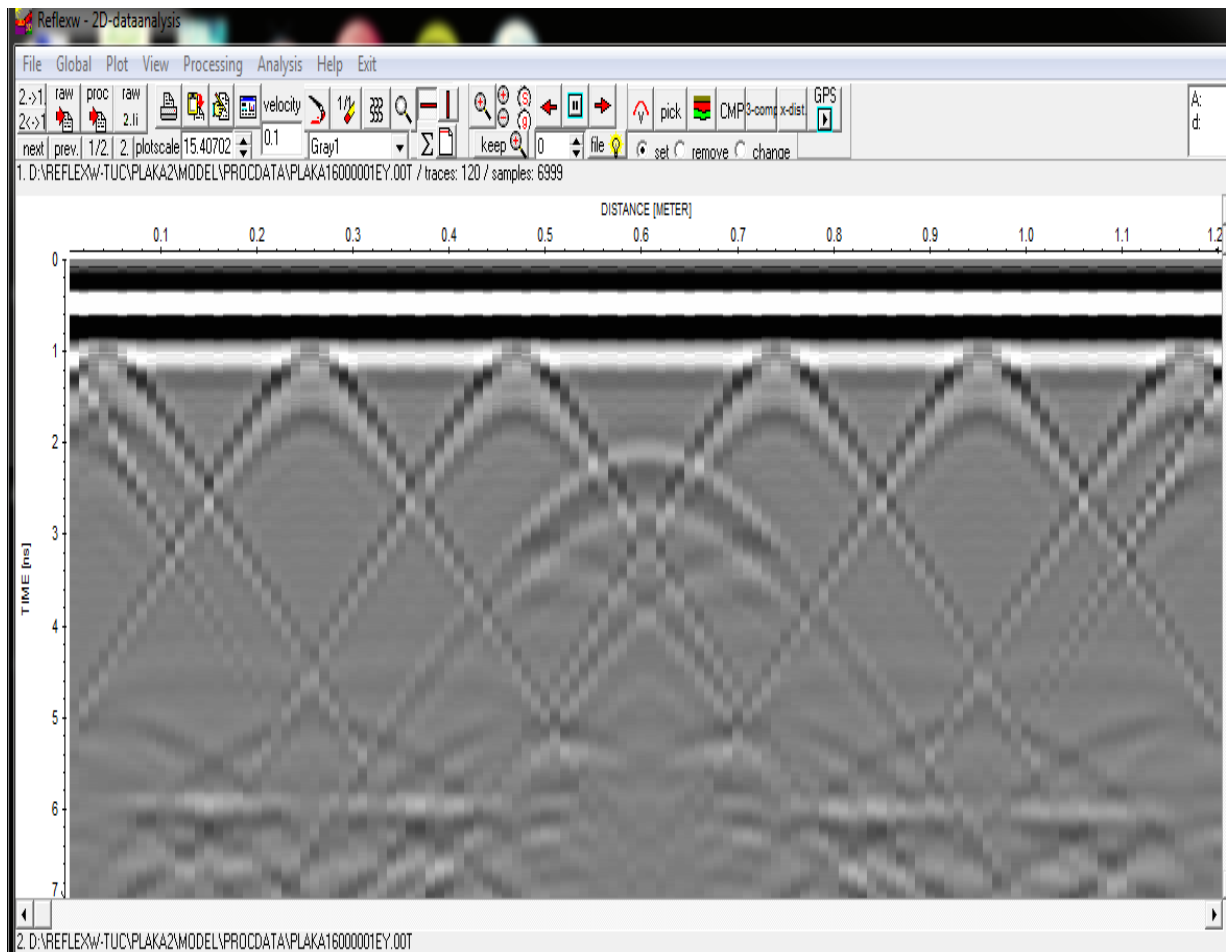 Reflexw - 2D-dataanalysis
File Global Plot View Processing Analysis Help Exit
2.->1. raw proc raw velocity 1/1 S pick CMP 3-comp. x-dist. GPS A:
2<->1 2.li g d:
next prev. 1/2. 2. plotscale 15.40702 0.1 Gray1 Σ keep 0 file set remove change
1. D:\REFLEXW-TUC\PLAKA2\MODEL\PROCDATA\PLAKA16000001EY.00T / traces: 120 / samples: 6999
DISTANCE [METER]
0.1 0.2 0.3 0.4 0.5 0.6 0.7 0.8 0.9 1.0 1.1 1.2
0
1
2
3
TIME [ns]
4
5
6
7
2. D:\REFLEXW-TUC\PLAKA2\MODEL\PROCDATA\PLAKA16000001EY.00T